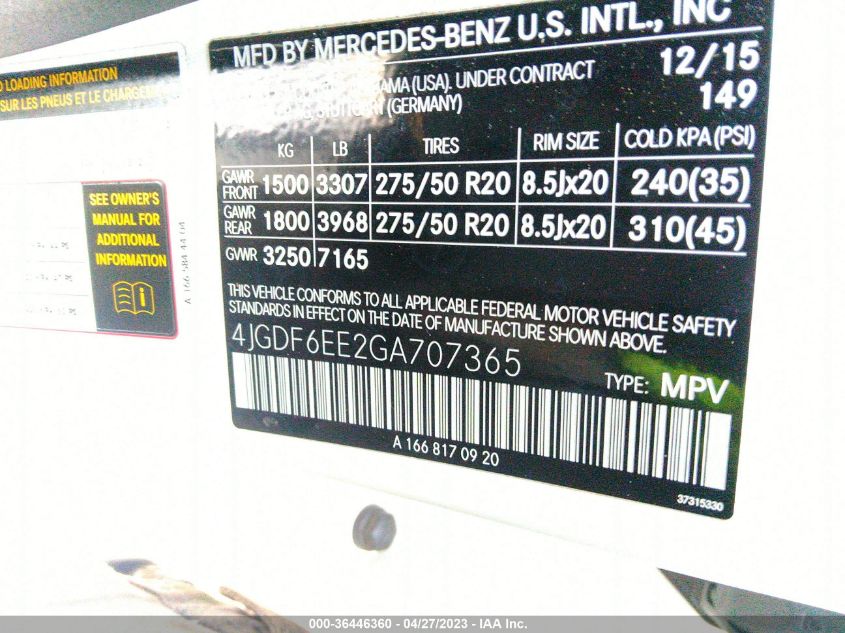 LOADING INFORMATION
SUR LES PNEUS ET LE CHARGEM
SEE OWNER'S
MANUAL FOR
ADDITIONAL
INFORMATION
A 166 584 44 04
MFD BY MERCEDES-BENZ U.S. INTL., INC
(USA). UNDER CONTRACT
STUTTGART (GERMANY)
12/15
149
KG LB TIRES RIM SIZE COLD KPA (PSI)
GAWR FRONT 1500 3307 275/50 R20 8.5Jx20 240(35)
GAWR REAR 1800 3968 275/50 R20 8.5Jx20 310(45)
GVWR 3250 7165
THIS VEHICLE CONFORMS TO ALL APPLICABLE FEDERAL MOTOR VEHICLE SAFETY
STANDARDS IN EFFECT ON THE DATE OF MANUFACTURE SHOWN ABOVE.
4JGDF6EE2GA707365
TYPE: MPV
A 166 817 09 20
37315330
000-36446360 - 04/27/2023 - IAA Inc.